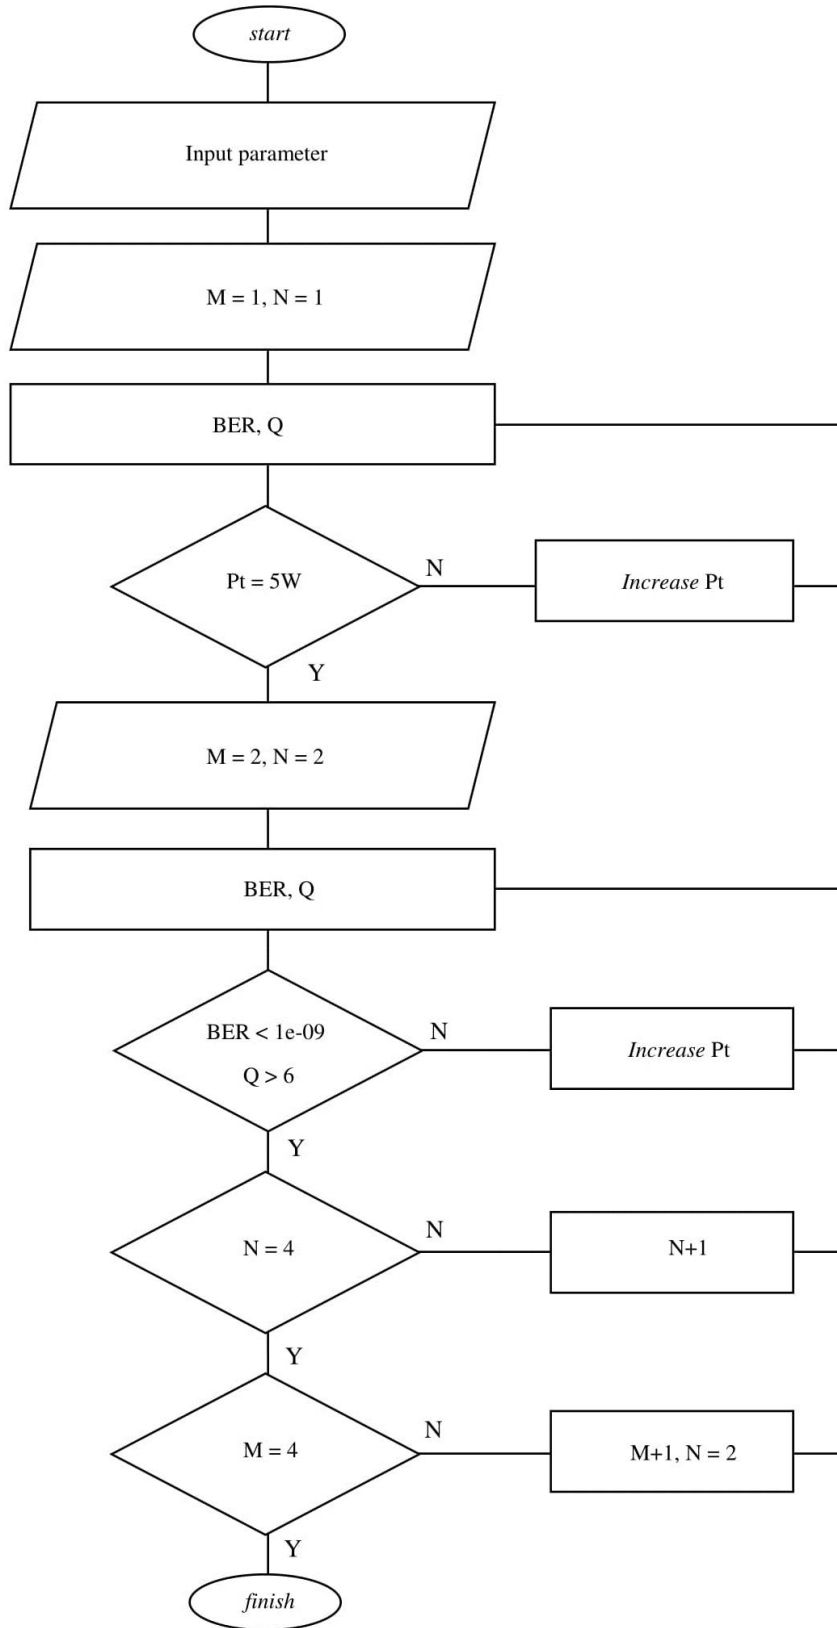 start
Input parameter
M = 1, N = 1
BER, Q
Pt = 5W
N
Increase Pt
Y
M = 2, N = 2
BER, Q
BER < 1e-09
Q > 6
N
Increase Pt
Y
N = 4
N
N+1
Y
M = 4
N
M+1, N = 2
Y
finish